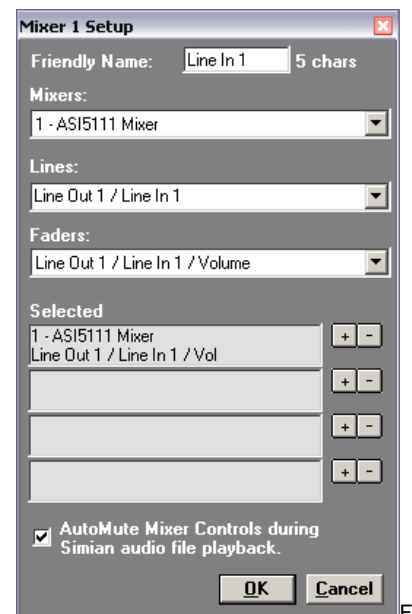 Mixer 1 Setup
Friendly Name: Line In 1 5 chars
Mixers:
1 - ASI5111 Mixer
Lines:
Line Out 1 / Line In 1
Faders:
Line Out 1 / Line In 1 / Volume
Selected
1 - ASI5111 Mixer + -
Line Out 1 / Line In 1 / Vol
+ -
+ -
+ -
AutoMute Mixer Controls during
Simian audio file playback.
OK Cancel